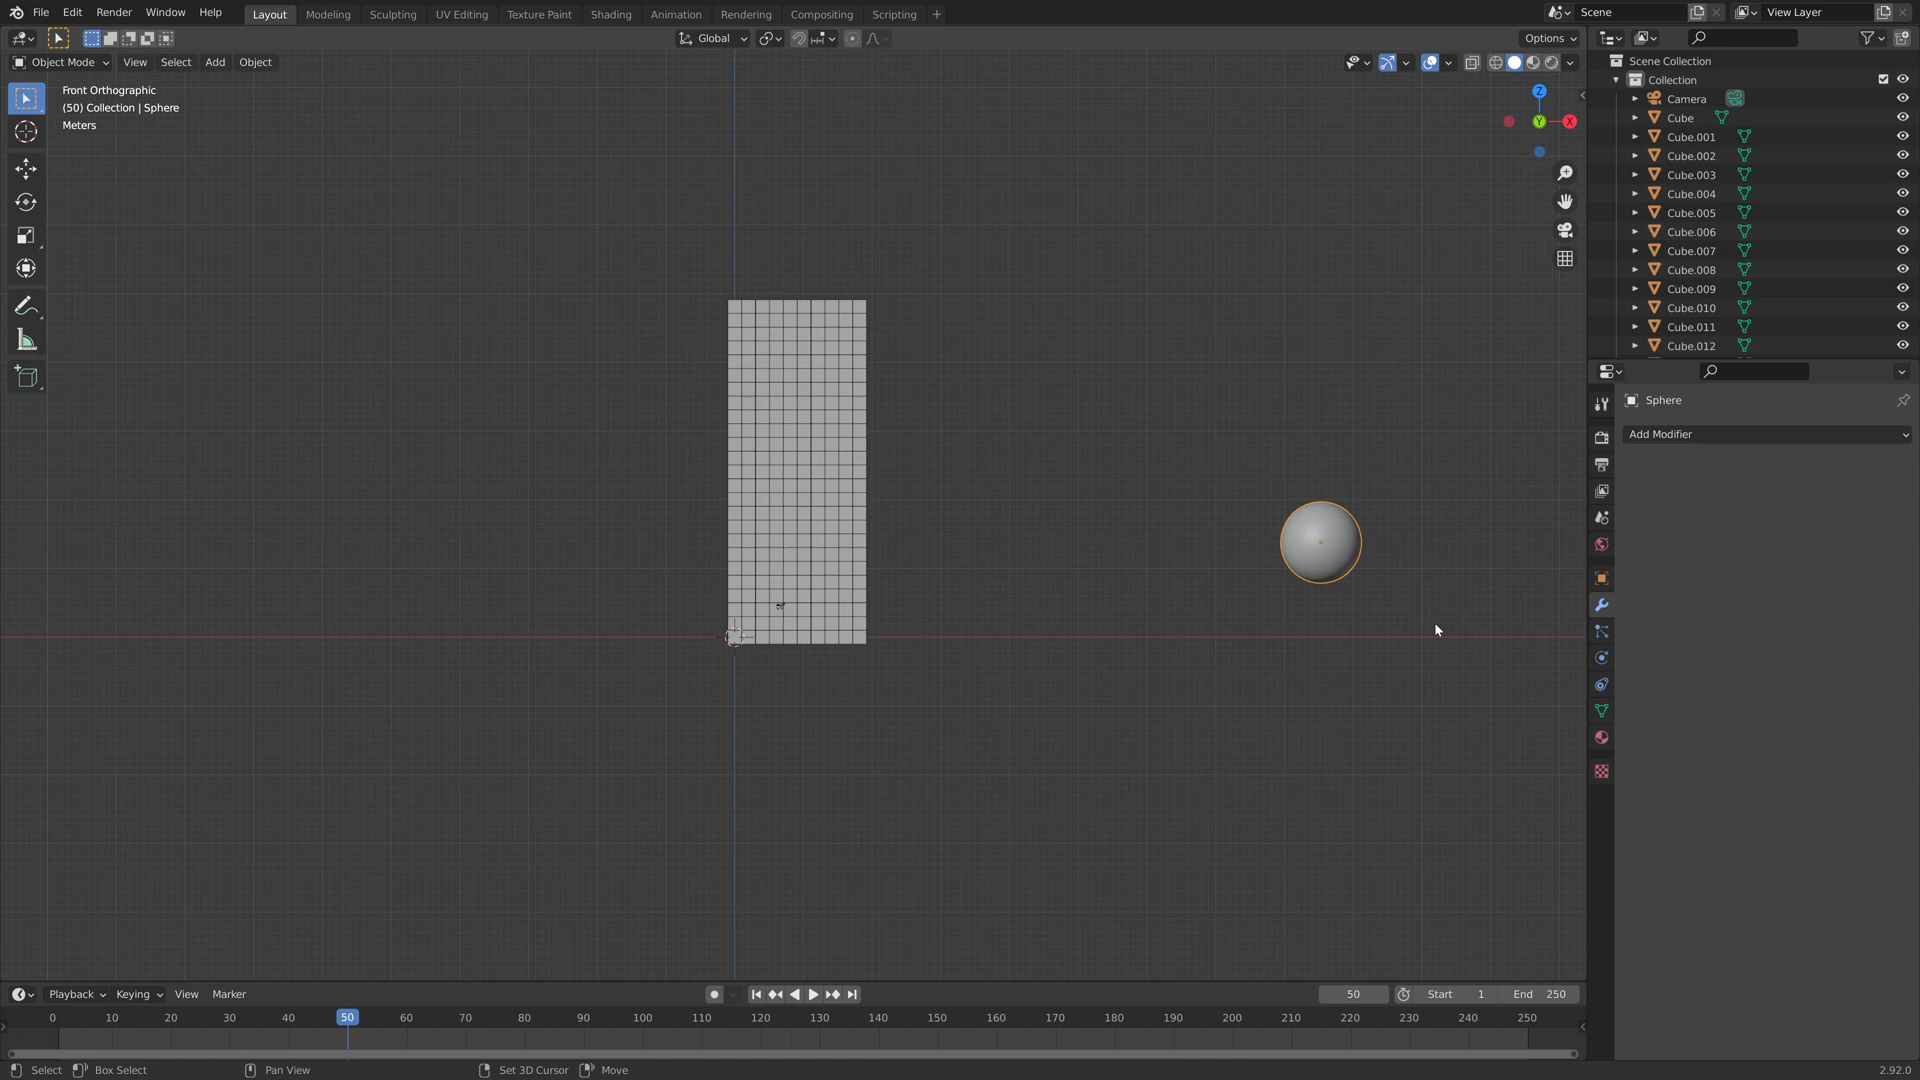 File Edit Render Window Help Layout Modeling Sculpting UV Editing Texture Paint Shading Animation Rendering Compositing Scripting + Scene View Layer
Global Options
Object Mode View Select Add Object
Front Orthographic
(50) Collection | Sphere
Meters
Z
Y
X
Scene Collection
Collection
Camera
Cube
Cube.001
Cube.002
Cube.003
Cube.004
Cube.005
Cube.006
Cube.007
Cube.008
Cube.009
Cube.010
Cube.011
Cube.012
Sphere
Add Modifier
Playback Keying View Marker 50 Start 1 End 250
0 10 20 30 40 50 60 70 80 90 100 110 120 130 140 150 160 170 180 190 200 210 220 230 240 250
Select Box Select Pan View Set 3D Cursor Move 2.92.0